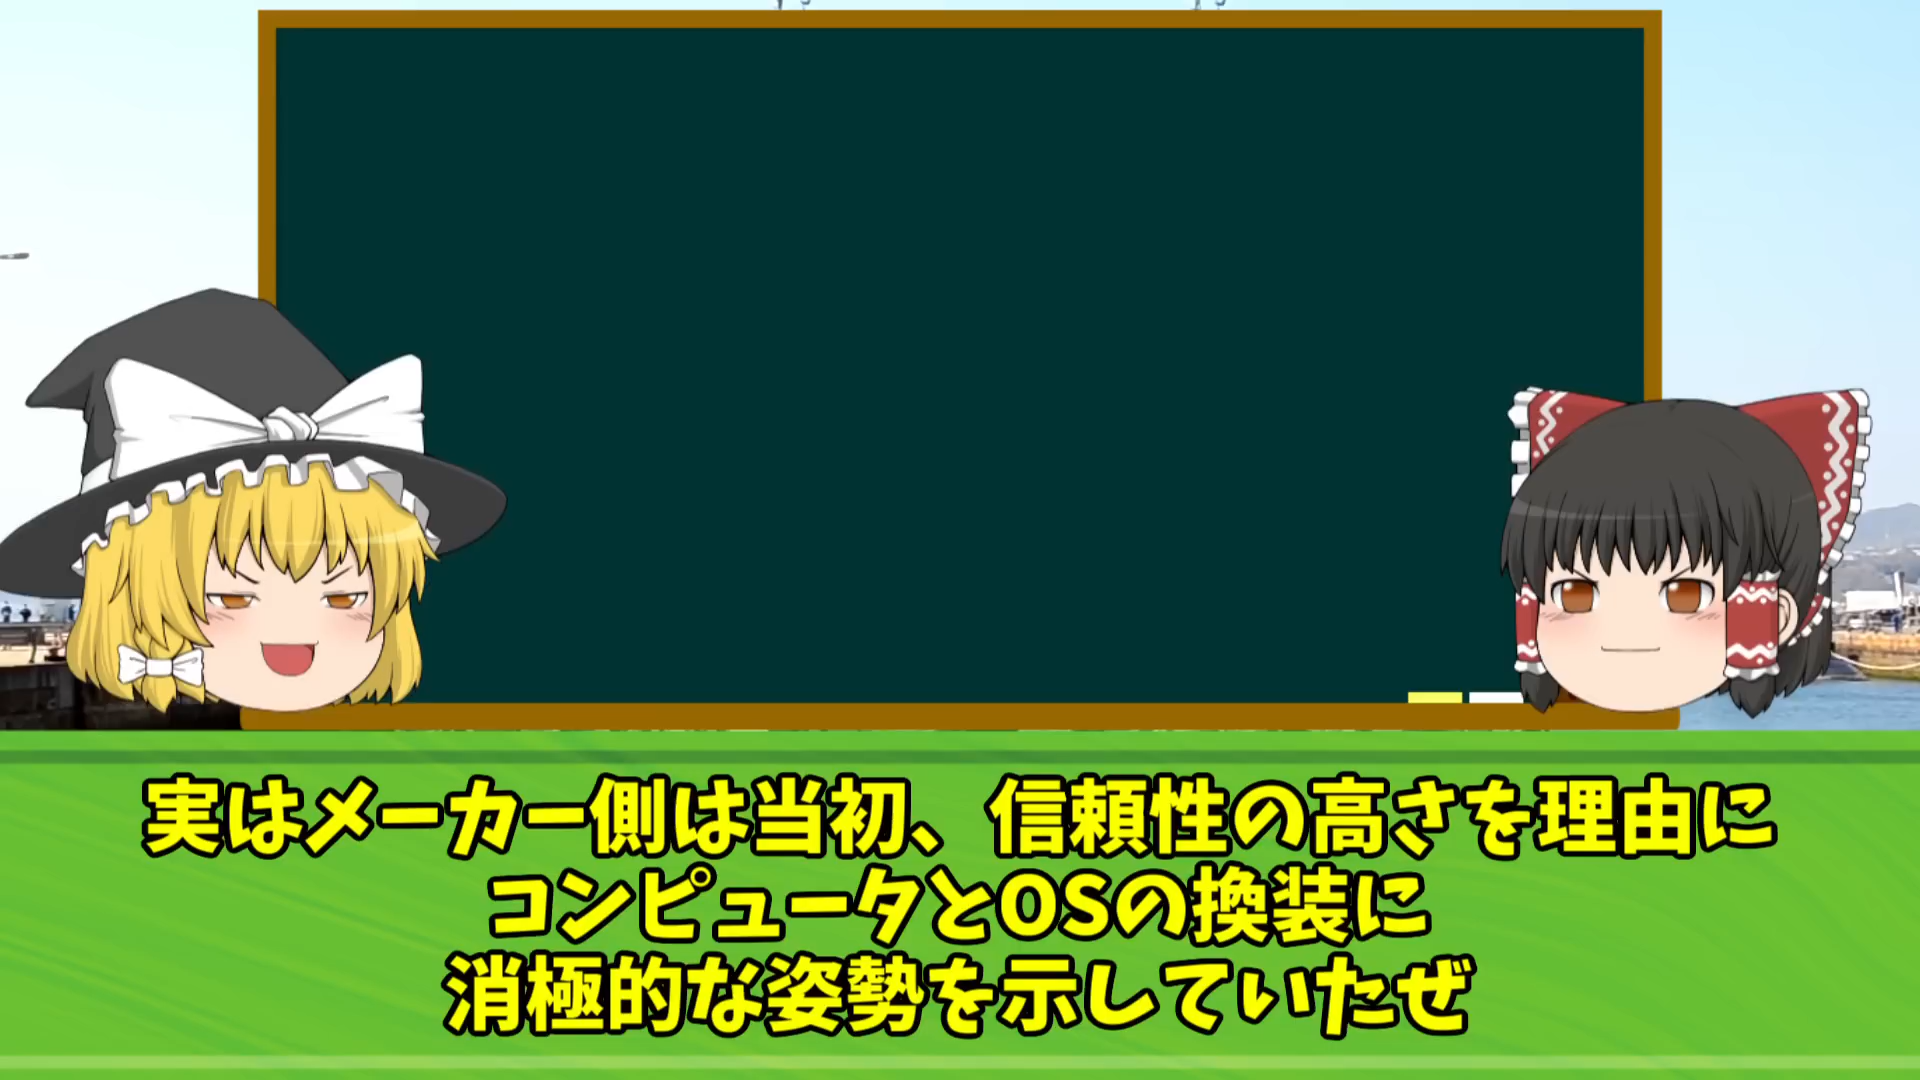 実はメーカー側は当初、信頼性の高さを理由に
コンピュータとOSの換装に
消極的な姿勢を示していたぜ